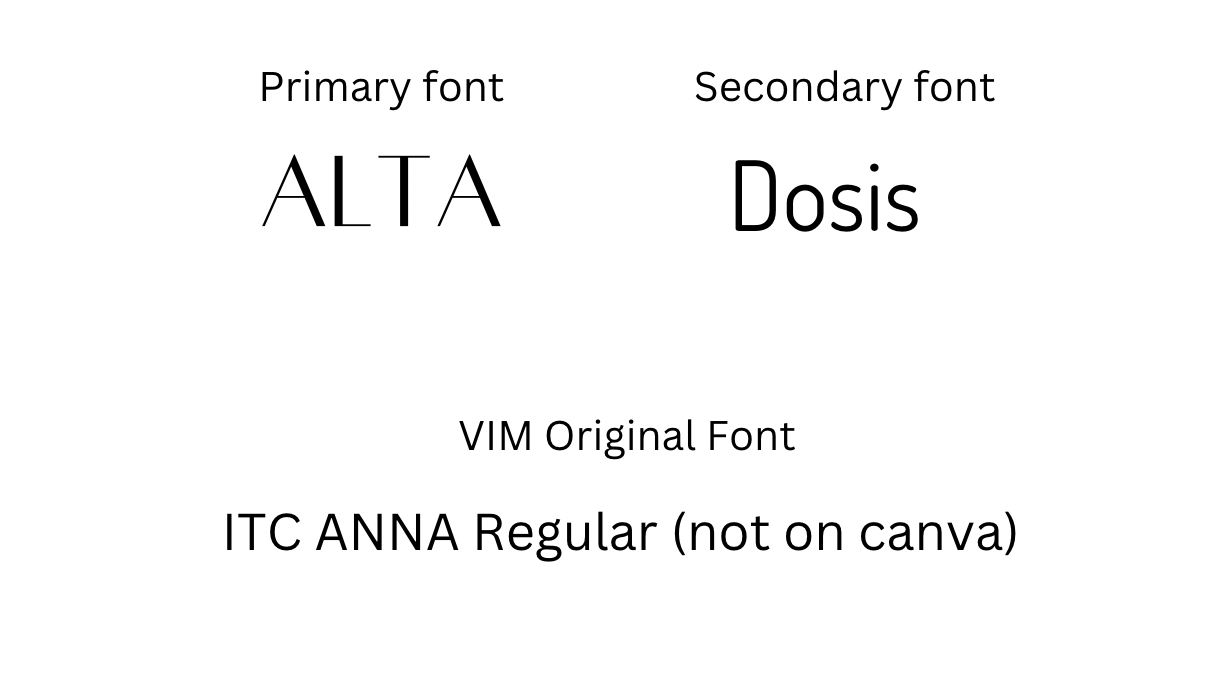 Primary font
Secondary font
ALTA
Dosis
VIM Original Font
ITC ANNA Regular (not on canva)